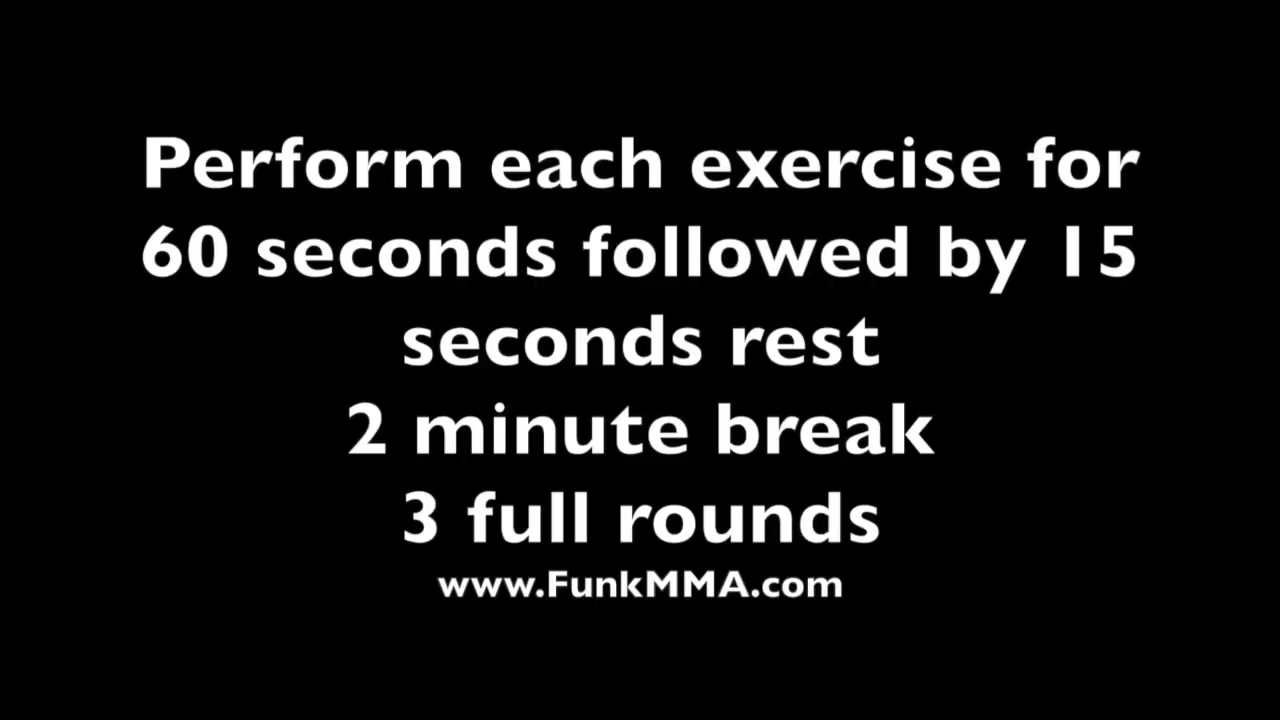 Perform each exercise for
60 seconds followed by 15
seconds rest
2 minute break
3 full rounds
www.FunkMMA.com